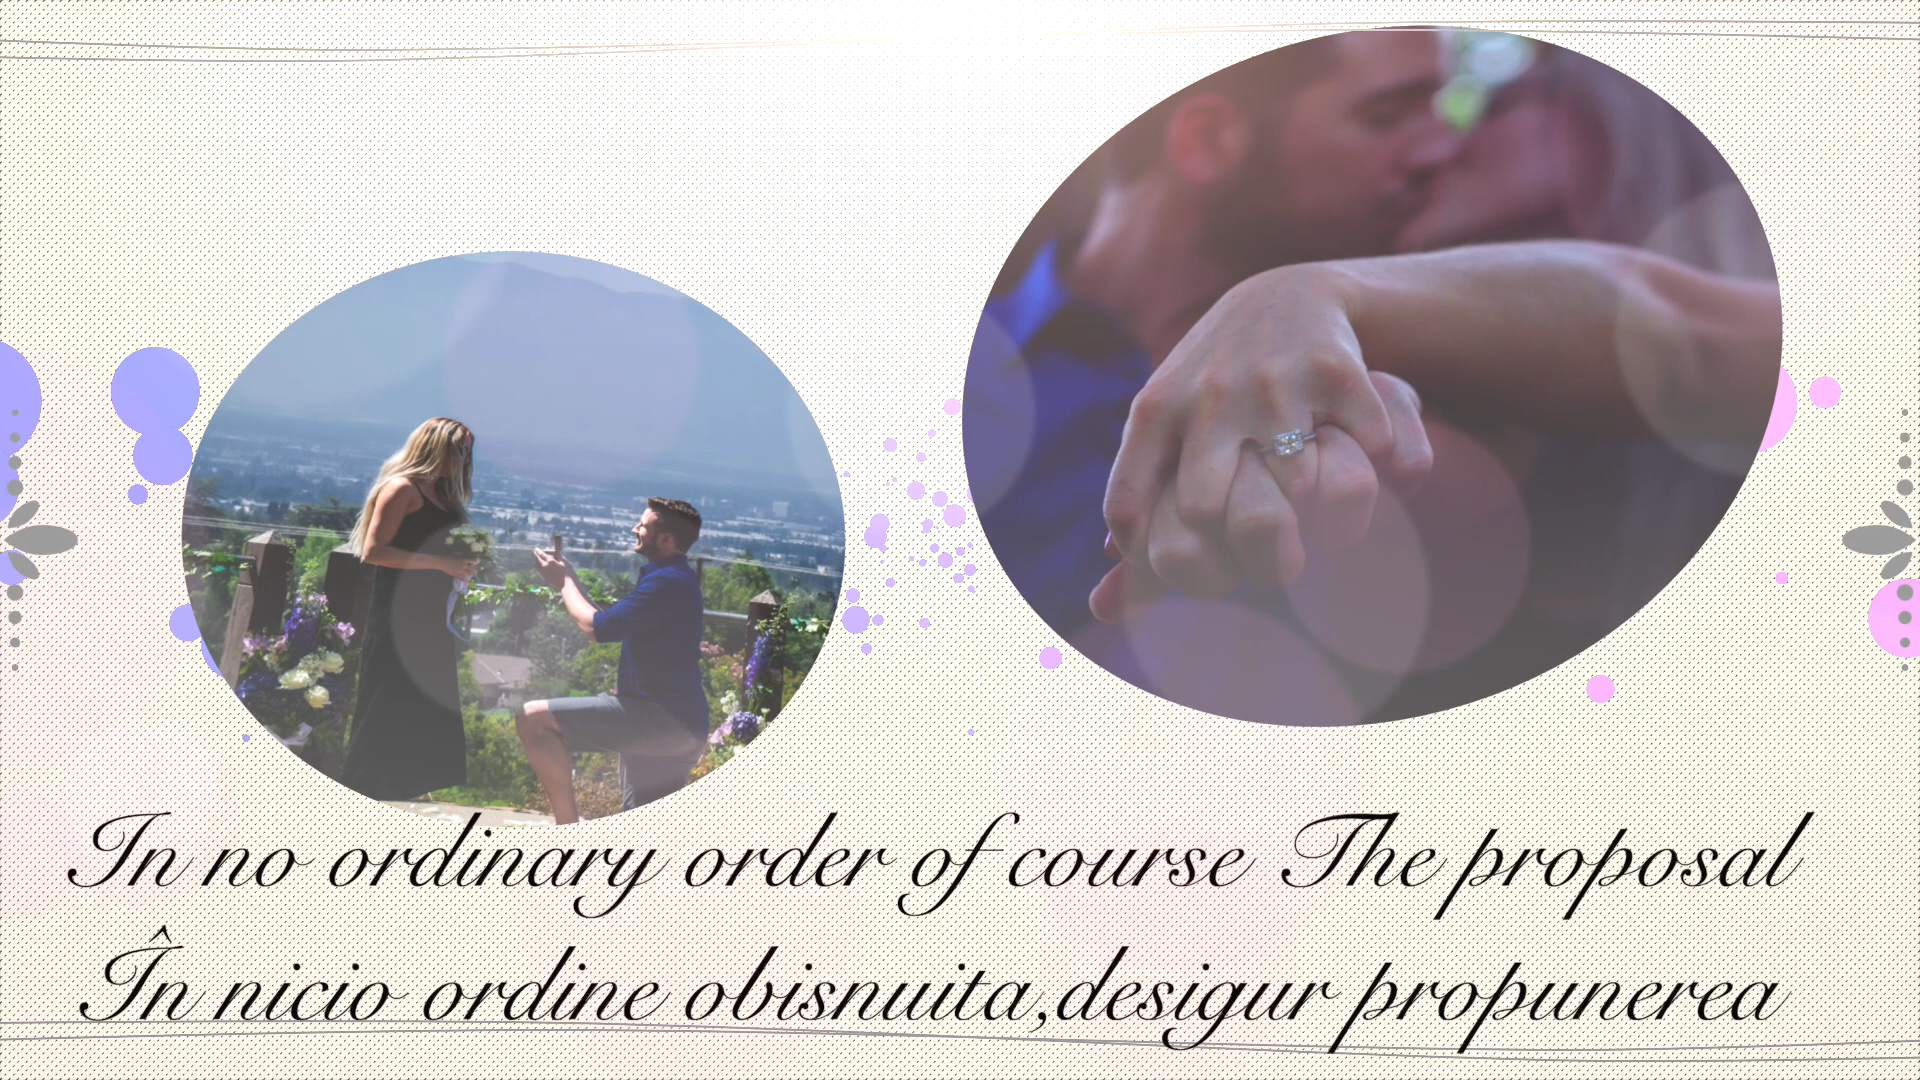 In no ordinary order of course The proposal
În nicio ordine obisnuita,desigur propunerea